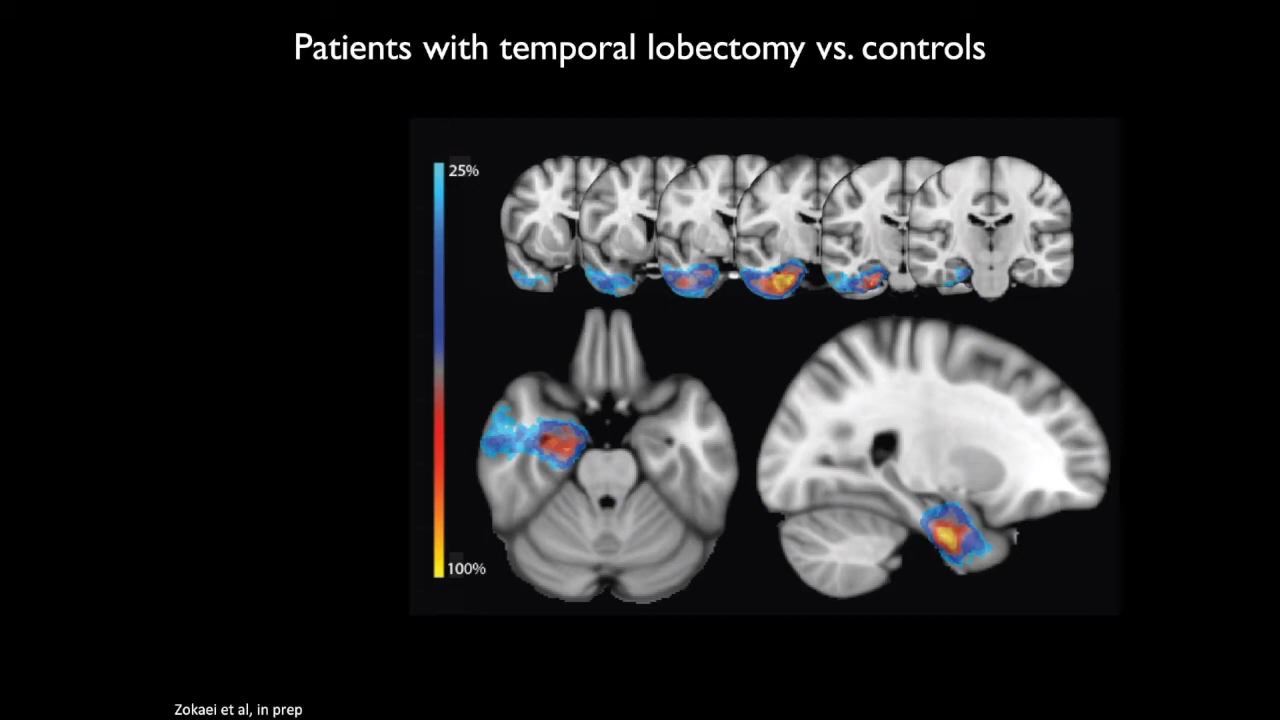 Patients with temporal lobectomy vs. controls
25%
100%
Zokaei et al, in prep